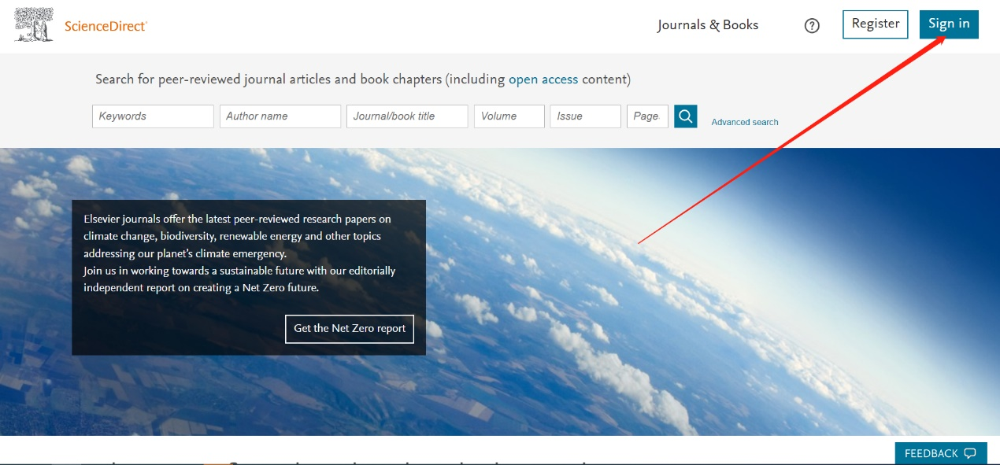 ScienceDirect
Journals & Books
Register
Sign in
Search for peer-reviewed journal articles and book chapters (including open access content)
Keywords
Author name
Journal/book title
Volume
Issue
Page
Advanced search
Elsevier journals offer the latest peer-reviewed research papers on
climate change, biodiversity, renewable energy and other topics
addressing our planet's climate emergency.
Join us in working towards a sustainable future with our editorially
independent report on creating a Net Zero future.
Get the Net Zero report
FEEDBACK